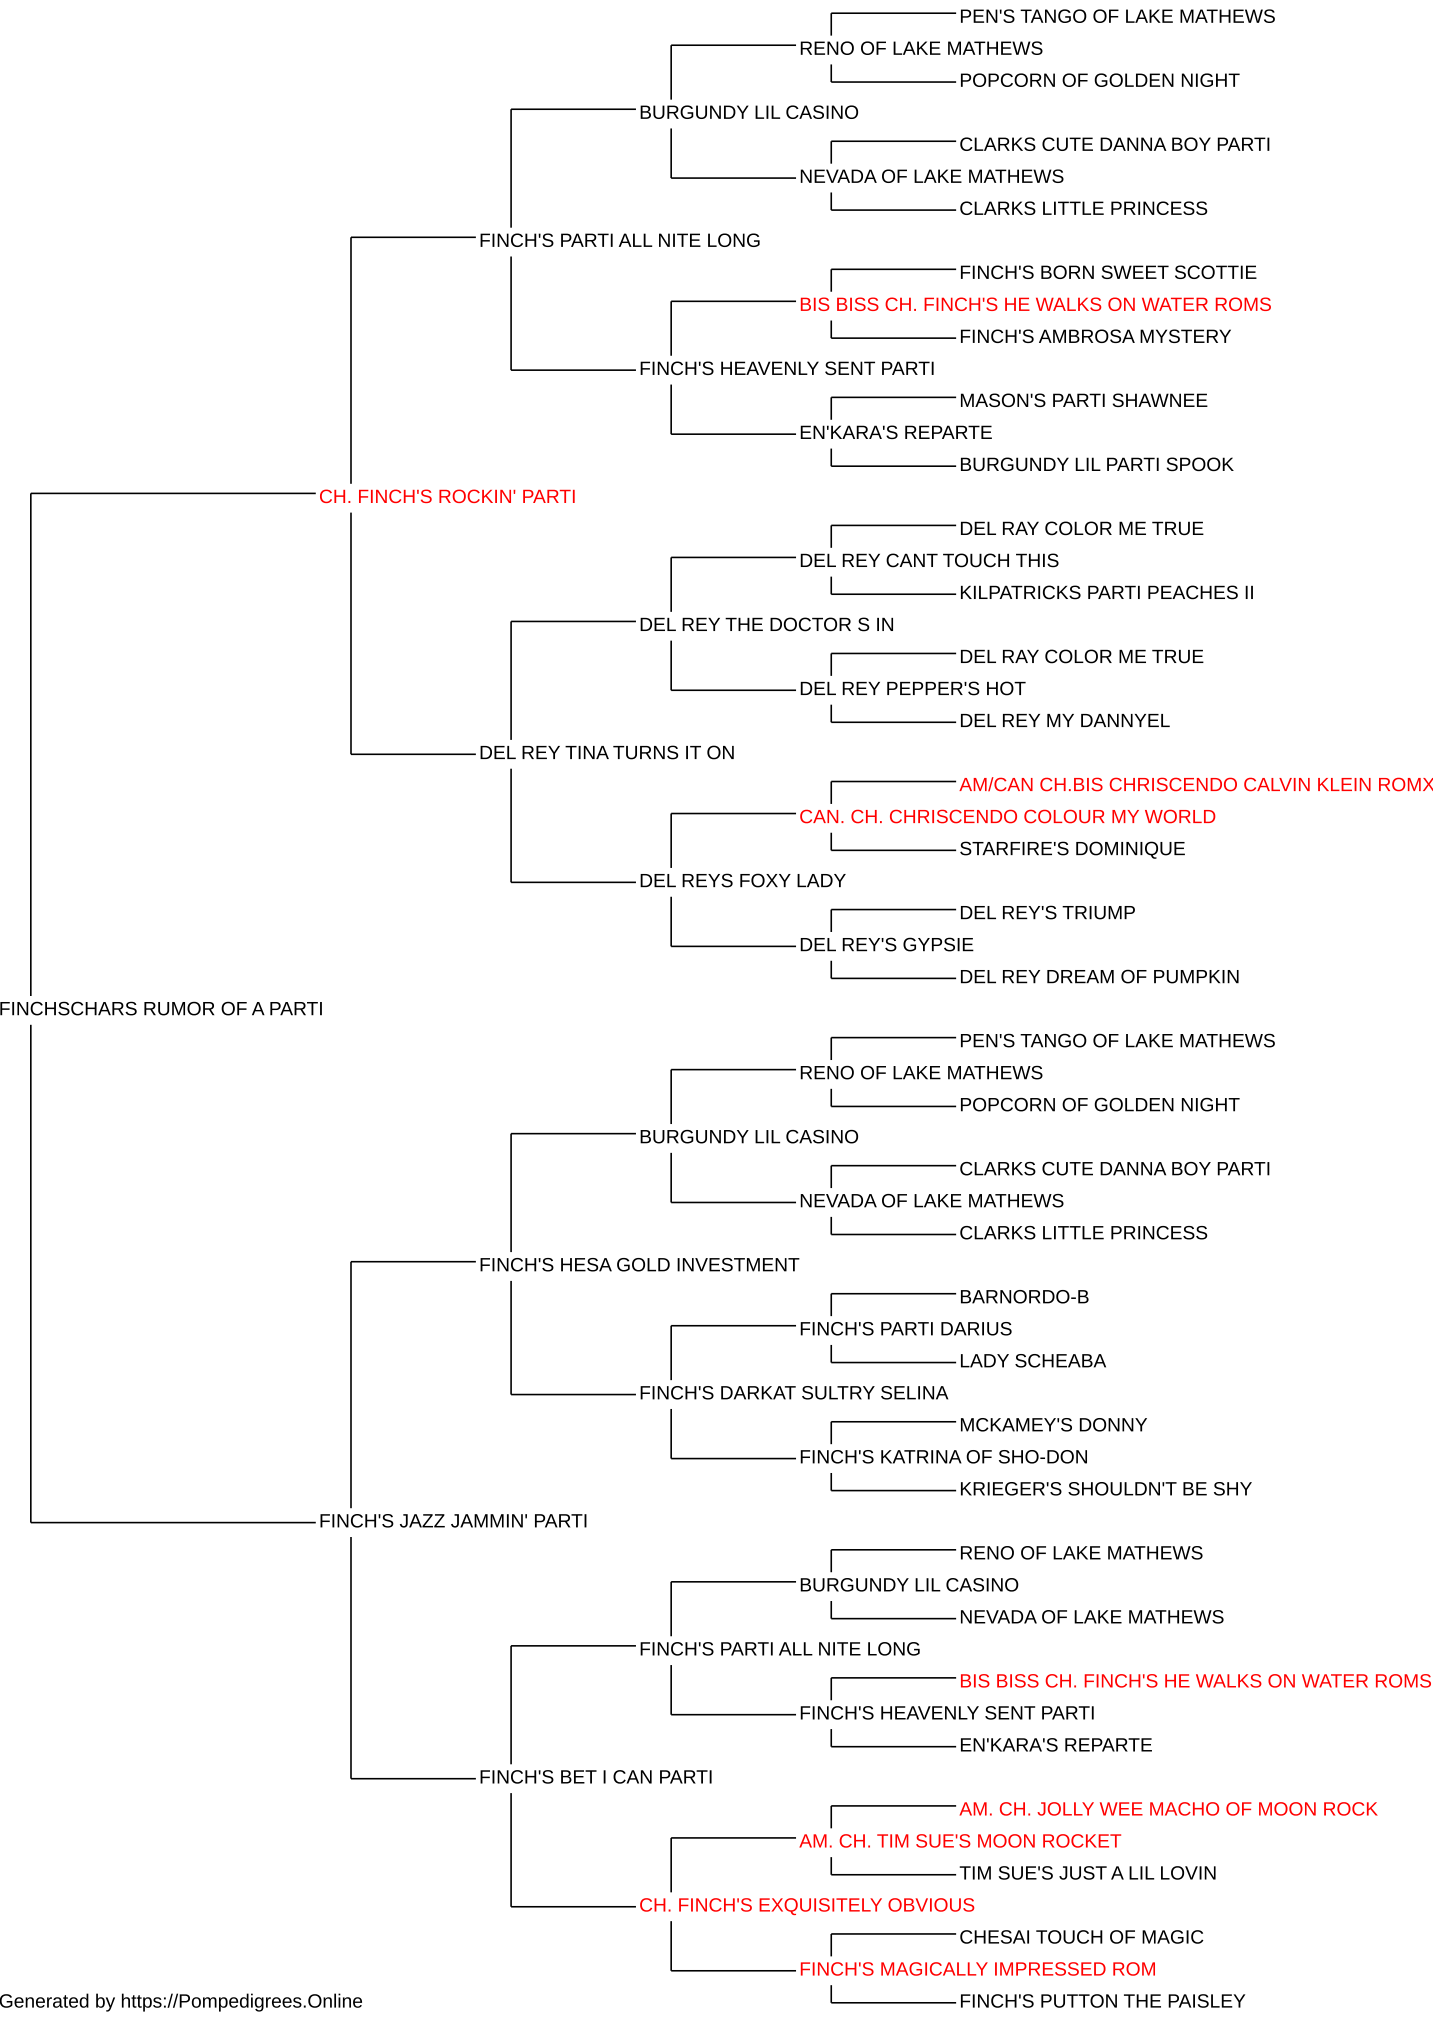 PEN'S TANGO OF LAKE MATHEWS
RENO OF LAKE MATHEWS
POPCORN OF GOLDEN NIGHT
BURGUNDY LIL CASINO
CLARKS CUTE DANNA BOY PARTI
NEVADA OF LAKE MATHEWS
CLARKS LITTLE PRINCESS
FINCH'S PARTI ALL NITE LONG
FINCH'S BORN SWEET SCOTTIE
BIS BISS CH. FINCH'S HE WALKS ON WATER ROMS
FINCH'S AMBROSA MYSTERY
FINCH'S HEAVENLY SENT PARTI
MASON'S PARTI SHAWNEE
EN'KARA'S REPARTE
BURGUNDY LIL PARTI SPOOK
CH. FINCH'S ROCKIN' PARTI
DEL RAY COLOR ME TRUE
DEL REY CANT TOUCH THIS
KILPATRICKS PARTI PEACHES II
DEL REY THE DOCTOR S IN
DEL RAY COLOR ME TRUE
DEL REY PEPPER'S HOT
DEL REY MY DANNYEL
DEL REY TINA TURNS IT ON
AM/CAN CH.BIS CHRISCENDO CALVIN KLEIN ROMX
CAN. CH. CHRISCENDO COLOUR MY WORLD
STARFIRE'S DOMINIQUE
DEL REYS FOXY LADY
DEL REY'S TRIUMP
DEL REY'S GYPSIE
DEL REY DREAM OF PUMPKIN
FINCHSCHARS RUMOR OF A PARTI
PEN'S TANGO OF LAKE MATHEWS
RENO OF LAKE MATHEWS
POPCORN OF GOLDEN NIGHT
BURGUNDY LIL CASINO
CLARKS CUTE DANNA BOY PARTI
NEVADA OF LAKE MATHEWS
CLARKS LITTLE PRINCESS
FINCH'S HESA GOLD INVESTMENT
BARNORDO-B
FINCH'S PARTI DARIUS
LADY SCHEABA
FINCH'S DARKAT SULTRY SELINA
MCKAMEY'S DONNY
FINCH'S KATRINA OF SHO-DON
KRIEGER'S SHOULDN'T BE SHY
FINCH'S JAZZ JAMMIN' PARTI
RENO OF LAKE MATHEWS
BURGUNDY LIL CASINO
NEVADA OF LAKE MATHEWS
FINCH'S PARTI ALL NITE LONG
BIS BISS CH. FINCH'S HE WALKS ON WATER ROMS
FINCH'S HEAVENLY SENT PARTI
EN'KARA'S REPARTE
FINCH'S BET I CAN PARTI
AM. CH. JOLLY WEE MACHO OF MOON ROCK
AM. CH. TIM SUE'S MOON ROCKET
TIM SUE'S JUST A LIL LOVIN
CH. FINCH'S EXQUISITELY OBVIOUS
CHESAI TOUCH OF MAGIC
FINCH'S MAGICALLY IMPRESSED ROM
FINCH'S PUTTON THE PAISLEY
Generated by https://Pompedigrees.Online